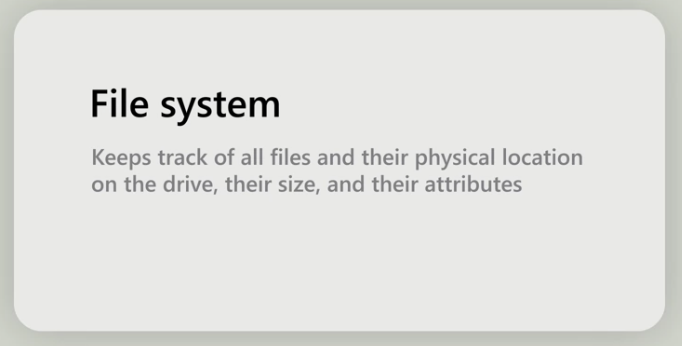 File system
Keeps track of all files and their physical location
on the drive, their size, and their attributes